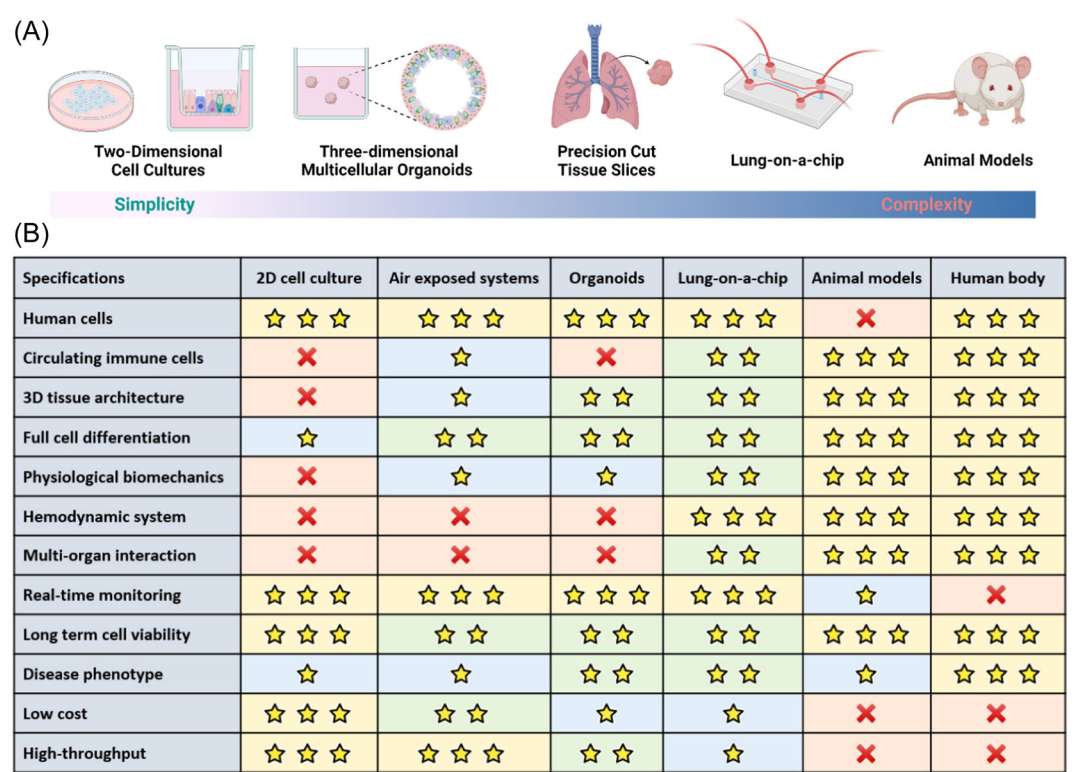 (A)
Two-Dimensional
Cell Cultures
Three-dimensional
Multicellular Organoids
Precision Cut
Tissue Slices
Lung-on-a-chip
Animal Models
Simplicity
Complexity
(B)
Specifications 2D cell culture Air exposed systems Organoids Lung-on-a-chip Animal models Human body
Human cells
Circulating immune cells
3D tissue architecture
Full cell differentiation
Physiological biomechanics
Hemodynamic system
Multi-organ interaction
Real-time monitoring
Long term cell viability
Disease phenotype
Low cost
High-throughput